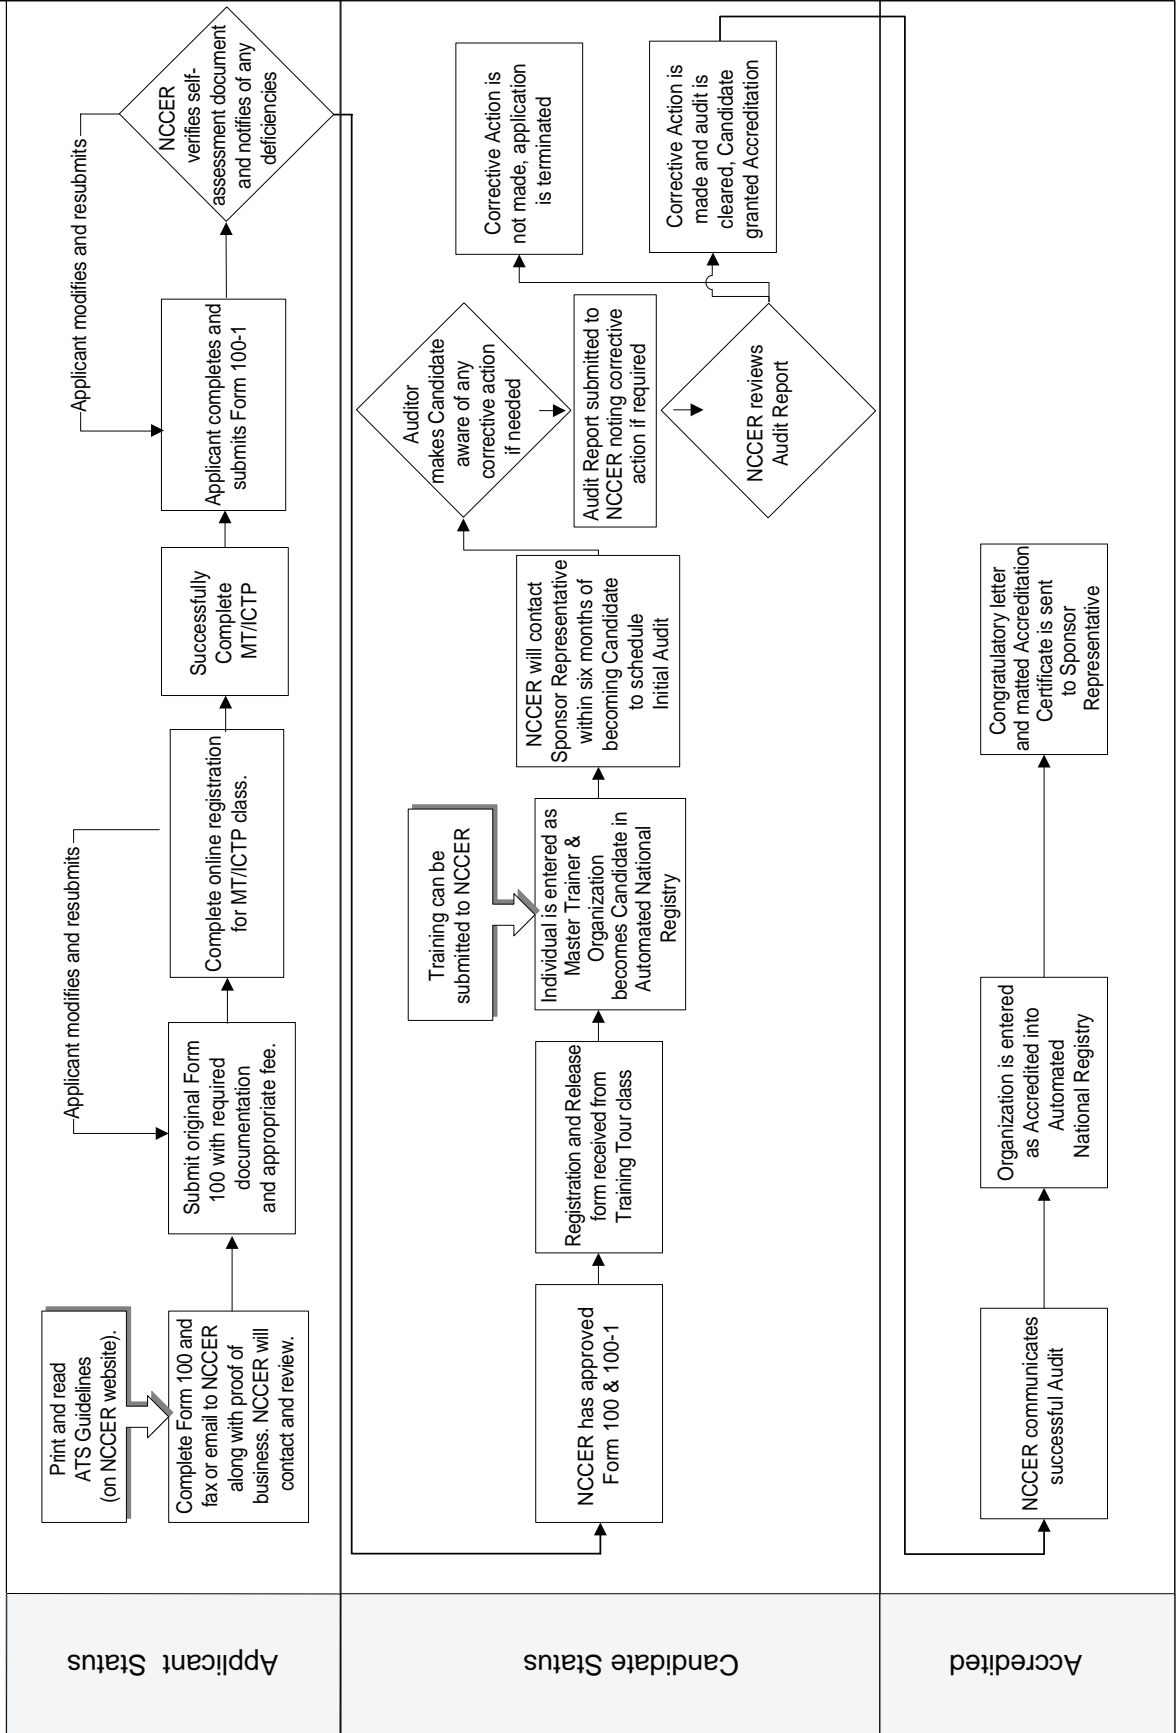 Applicant Status
Print and read
ATS Guidelines
(on NCCER website).
Complete Form 100 and
fax or email to NCCER
along with proof of
business. NCCER will
contact and review.
Submit original Form
100 with required
documentation
and appropriate fee.
Applicant modifies and resubmits
Complete online registration
for MT/ICTP class.
Successfully
Complete
MT/ICTP
Applicant completes and
submits Form 100-1
Applicant modifies and resubmits
NCCER
verifies self-
assessment document
and notifies of any
deficiencies
Candidate Status
NCCER has approved
Form 100 & 100-1
Registration and Release
form received from
Training Tour class
Training can be
submitted to NCCER
Individual is entered as
Master Trainer &
Organization
becomes Candidate in
Automated National
Registry
NCCER will contact
Sponsor Representative
within six months of
becoming Candidate
to schedule
Initial Audit
Auditor
makes Candidate
aware of any
corrective action
if needed
Audit Report submitted to
NCCER noting corrective
action if required
NCCER reviews
Audit Report
Corrective Action is
not made, application
is terminated
Corrective Action is
made and audit is
cleared, Candidate
granted Accreditation
Accredited
NCCER communicates
successful Audit
Organization is entered
as Accredited into
Automated
National Registry
Congratulatory letter
and matted Accreditation
Certificate is sent
to Sponsor
Representative